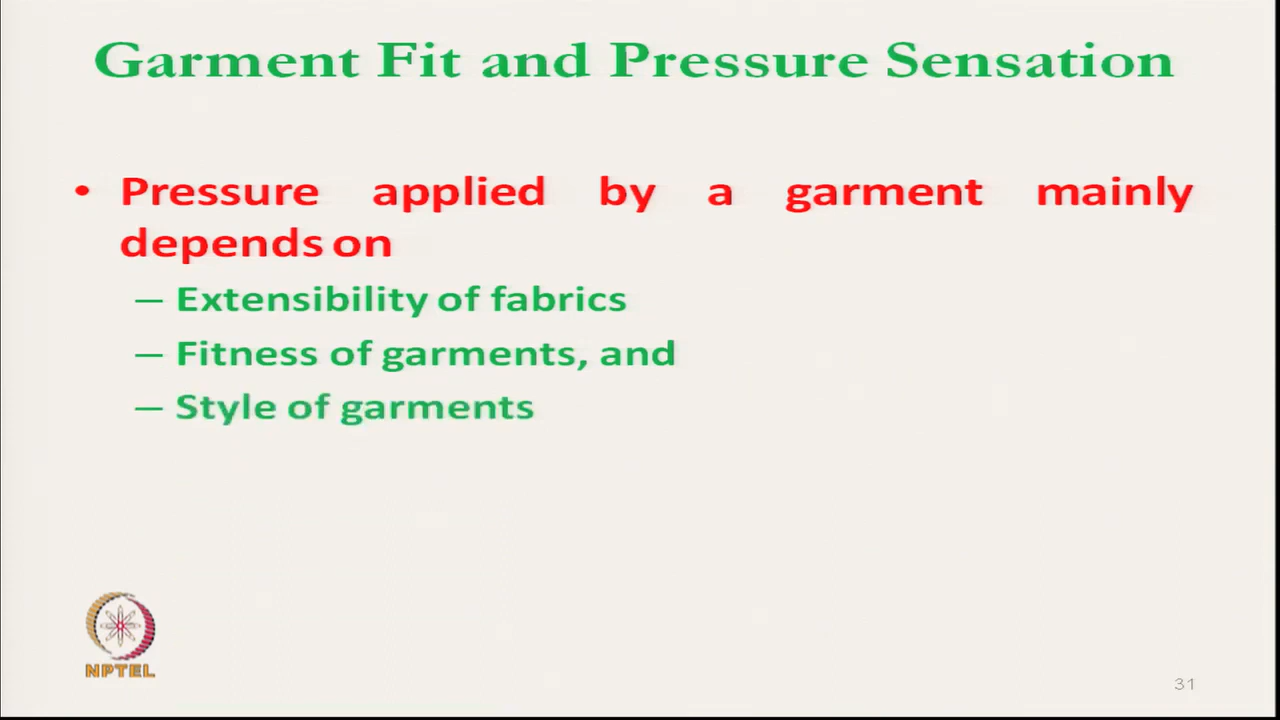 Garment Fit and Pressure Sensation
• Pressure applied by a garment mainly
depends on
– Extensibility of fabrics
– Fitness of garments, and
– Style of garments
NPTEL
31